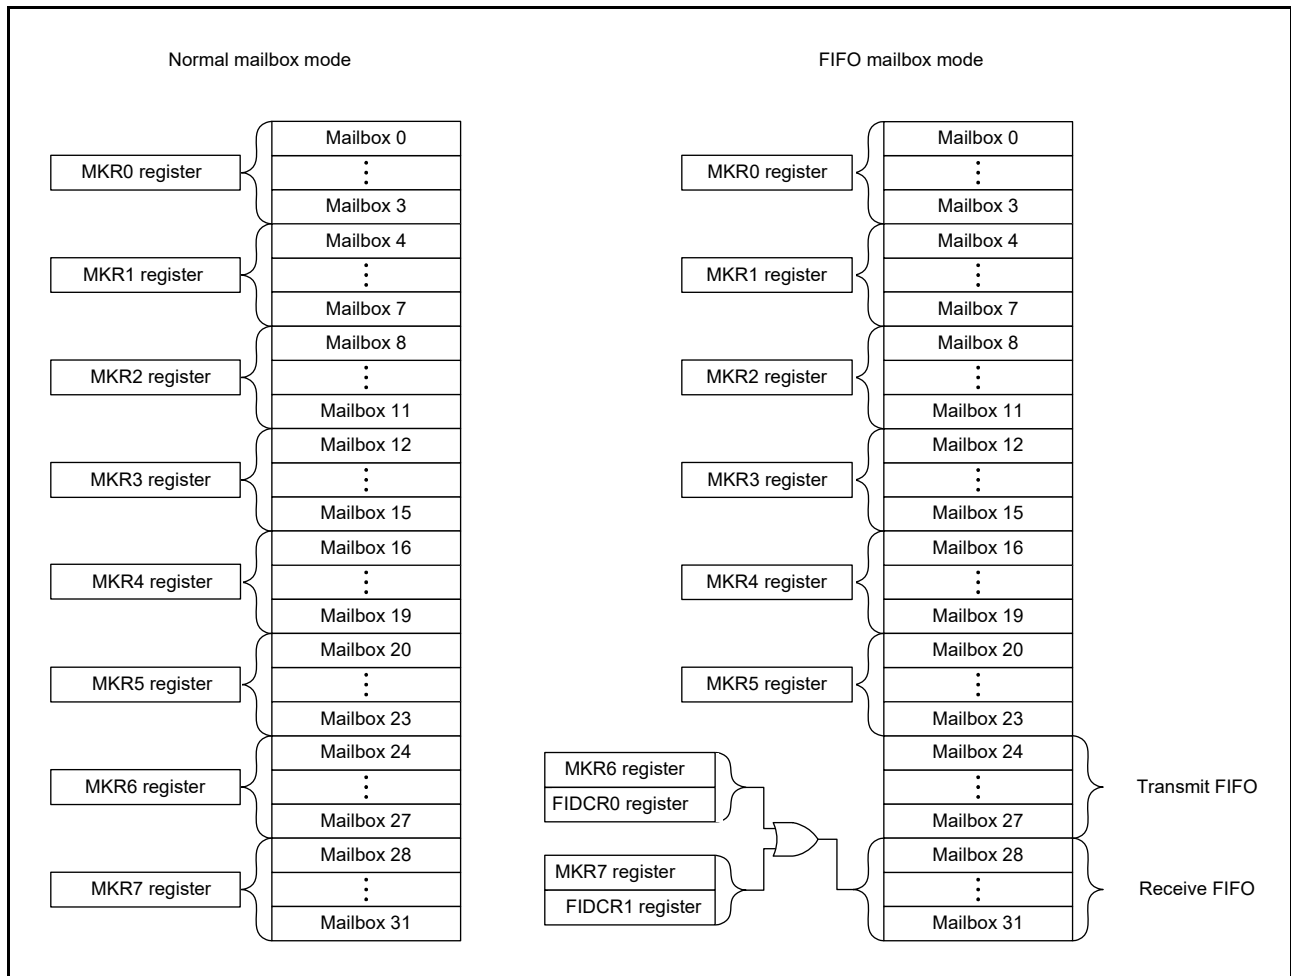 Normal mailbox mode
Mailbox 0
MKR0 register
Mailbox 3
Mailbox 4
MKR1 register
Mailbox 7
Mailbox 8
MKR2 register
Mailbox 11
Mailbox 12
MKR3 register
Mailbox 15
Mailbox 16
MKR4 register
Mailbox 19
Mailbox 20
MKR5 register
Mailbox 23
Mailbox 24
MKR6 register
Mailbox 27
Mailbox 28
MKR7 register
Mailbox 31
FIFO mailbox mode
Mailbox 0
MKR0 register
Mailbox 3
Mailbox 4
MKR1 register
Mailbox 7
Mailbox 8
MKR2 register
Mailbox 11
Mailbox 12
MKR3 register
Mailbox 15
Mailbox 16
MKR4 register
Mailbox 19
Mailbox 20
MKR5 register
Mailbox 23
Mailbox 24
MKR6 register
Transmit FIFO
FIDCR0 register
Mailbox 27
Mailbox 28
MKR7 register
Receive FIFO
FIDCR1 register
Mailbox 31